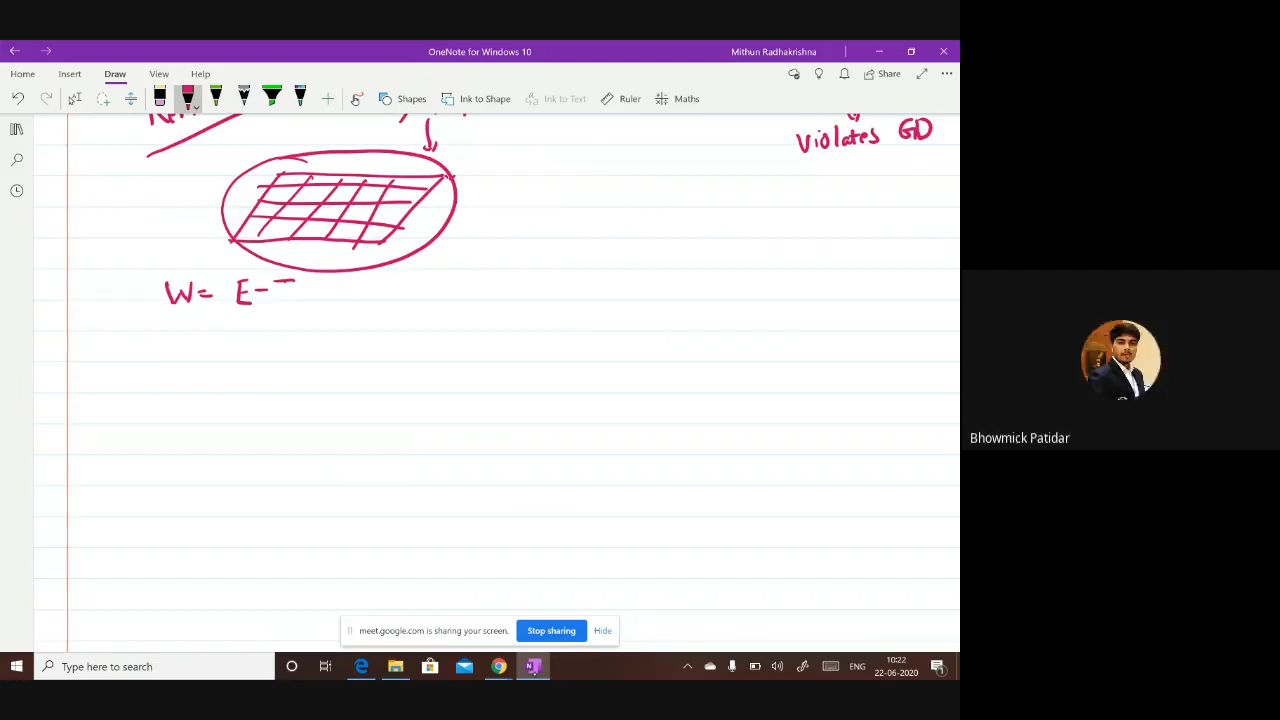 OneNote for Windows 10
Mithun Radhakrishna
Home Insert Draw View Help
Share
Shapes Ink to Shape Ink to Text Ruler Maths
Violates GD
W = E -
Bhowmick Patidar
meet.google.com is sharing your screen. Stop sharing Hide
Type here to search
ENG
10:22
22-06-2020
1